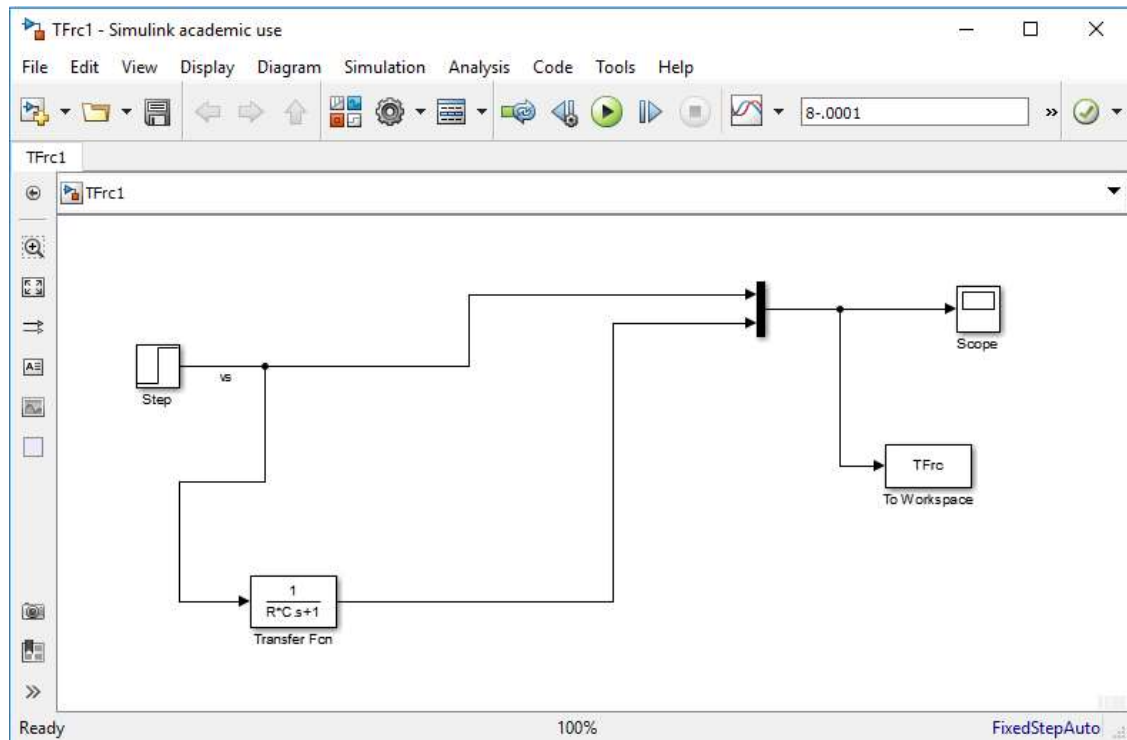 TFrc1 - Simulink academic use
File Edit View Display Diagram Simulation Analysis Code Tools Help
8-.0001
»
TFrc1
TFrc1
vs
Step
Scope
TFrc
To Workspace
1
R*C.s+1
Transfer Fcn
A
»
Ready 100% FixedStepAuto